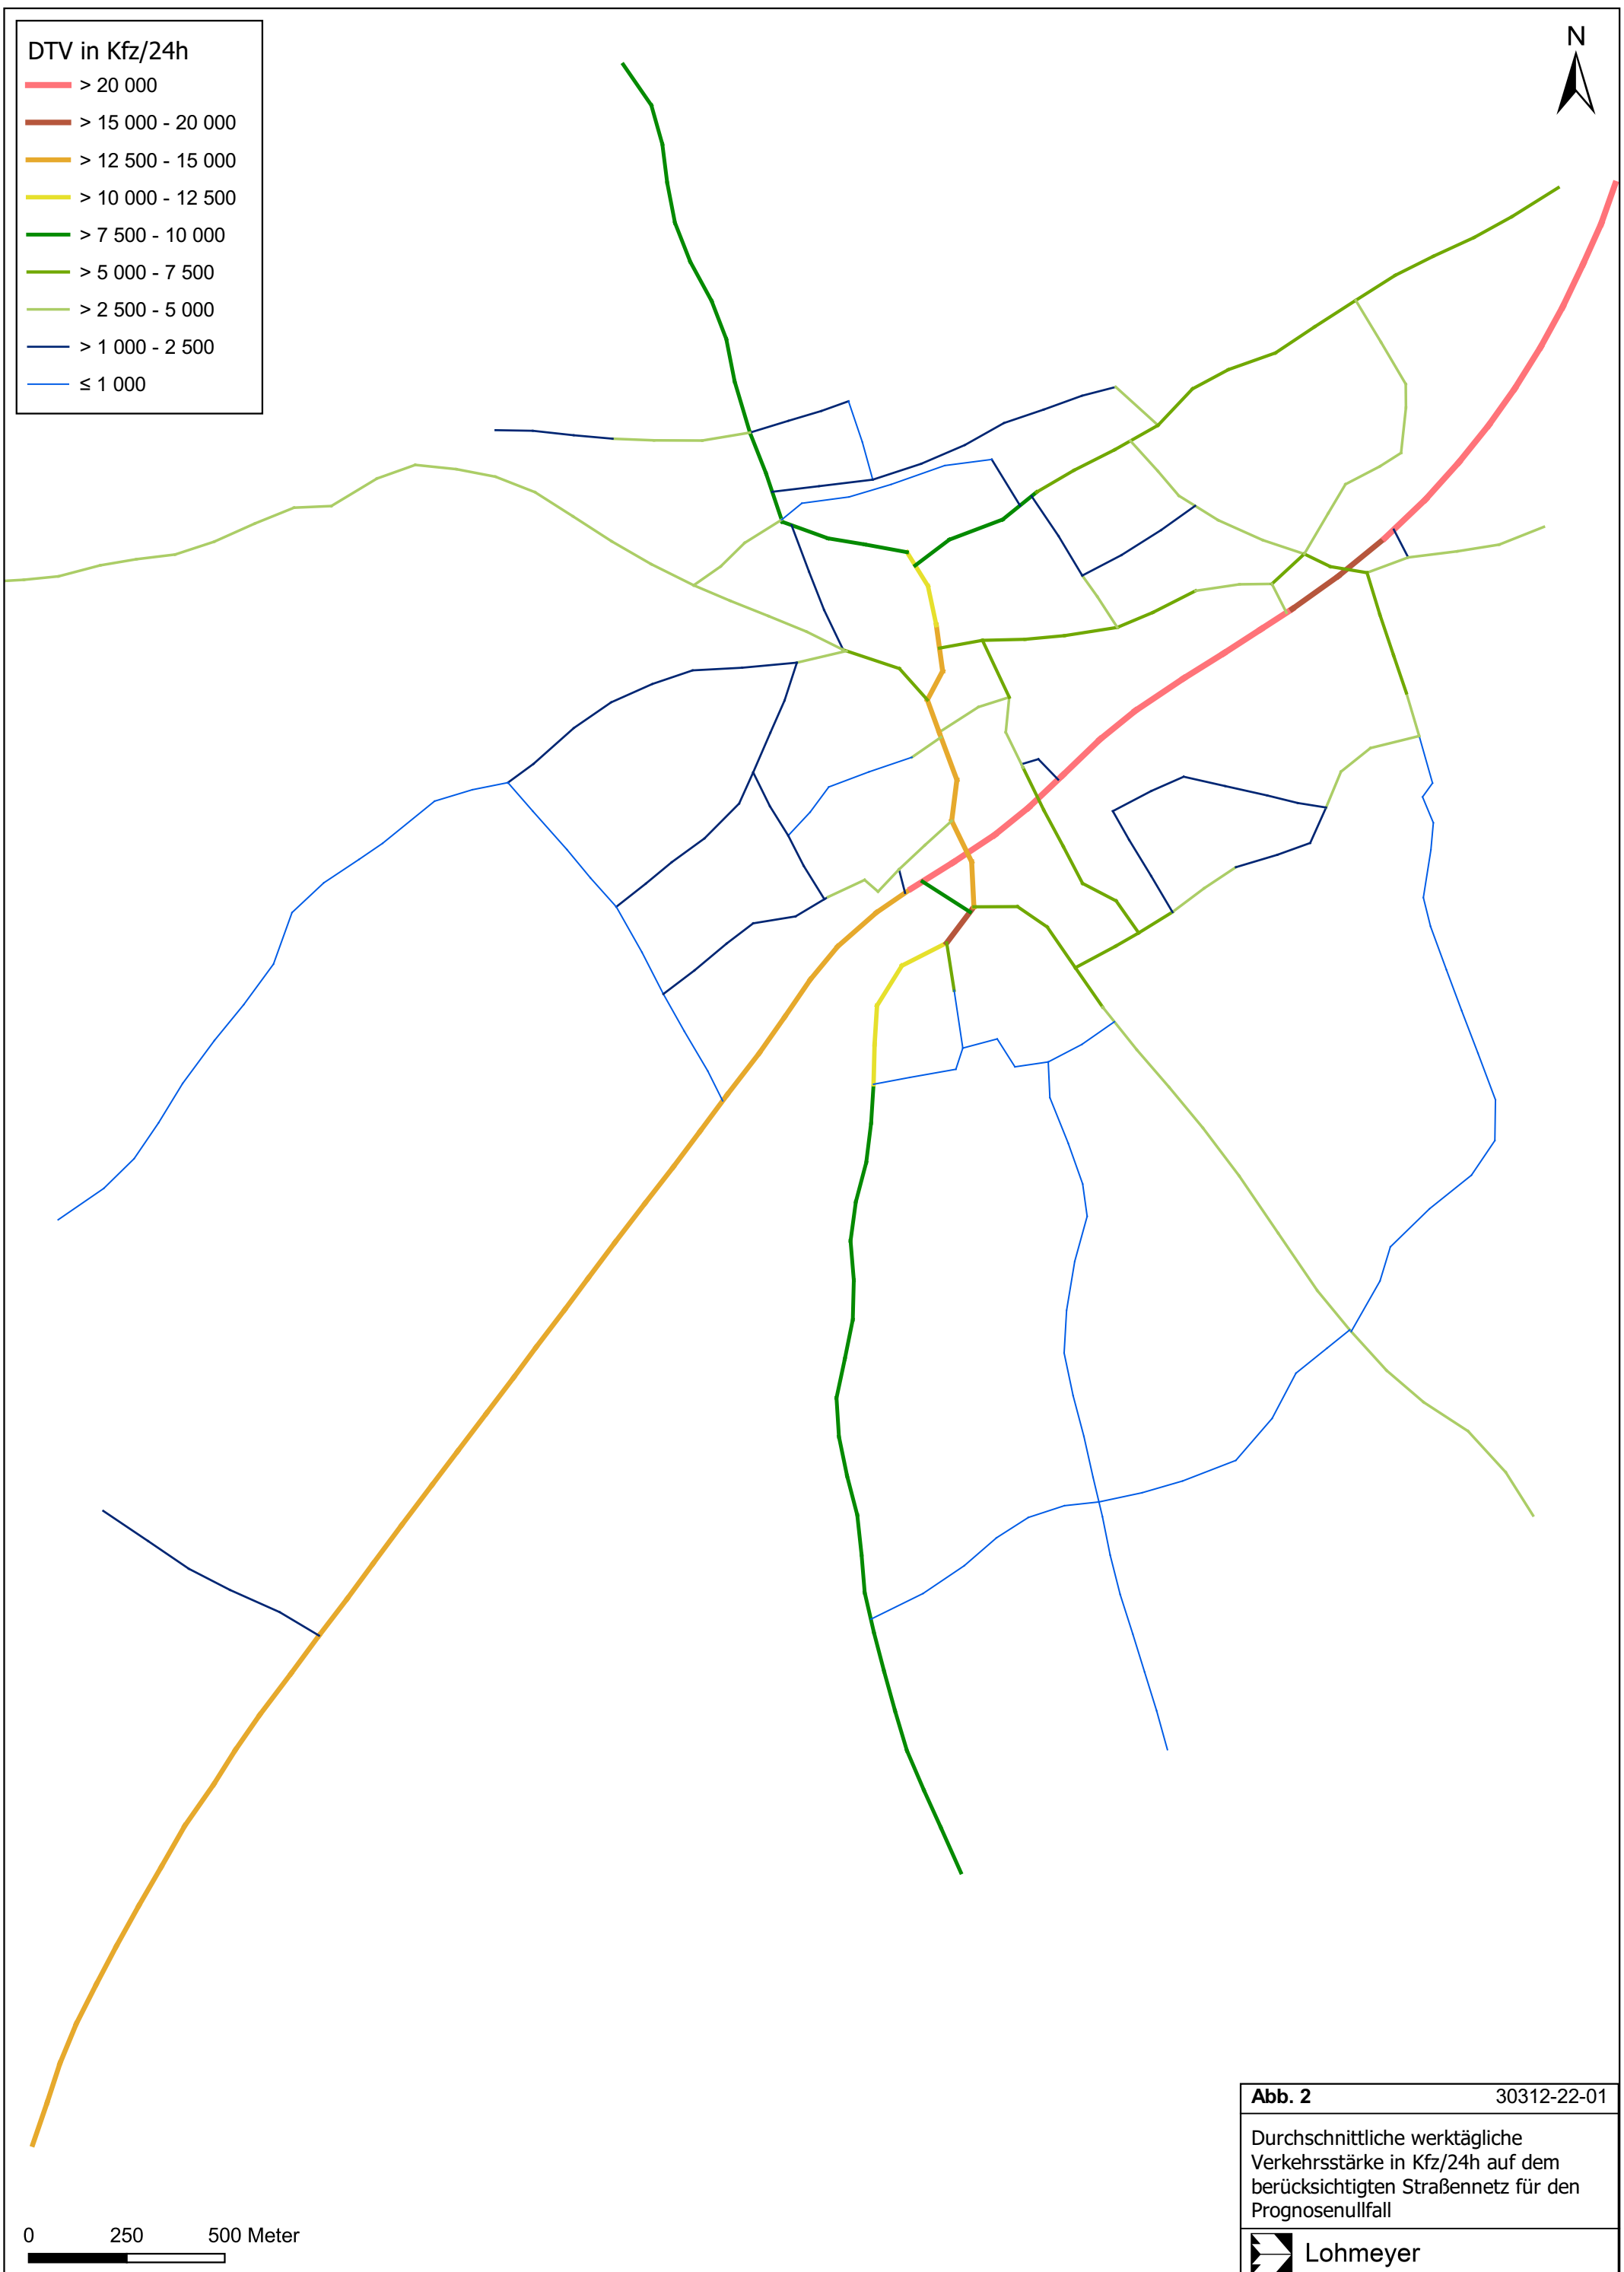 DTV in Kfz/24h
> 20 000
> 15 000 - 20 000
> 12 500 - 15 000
> 10 000 - 12 500
> 7 500 - 10 000
> 5 000 - 7 500
> 2 500 - 5 000
> 1 000 - 2 500
≤ 1 000
N
0 250 500 Meter
Abb. 2 30312-22-01
Durchschnittliche werktägliche
Verkehrsstärke in Kfz/24h auf dem
berücksichtigten Straßennetz für den
Prognosenullfall
Lohmeyer